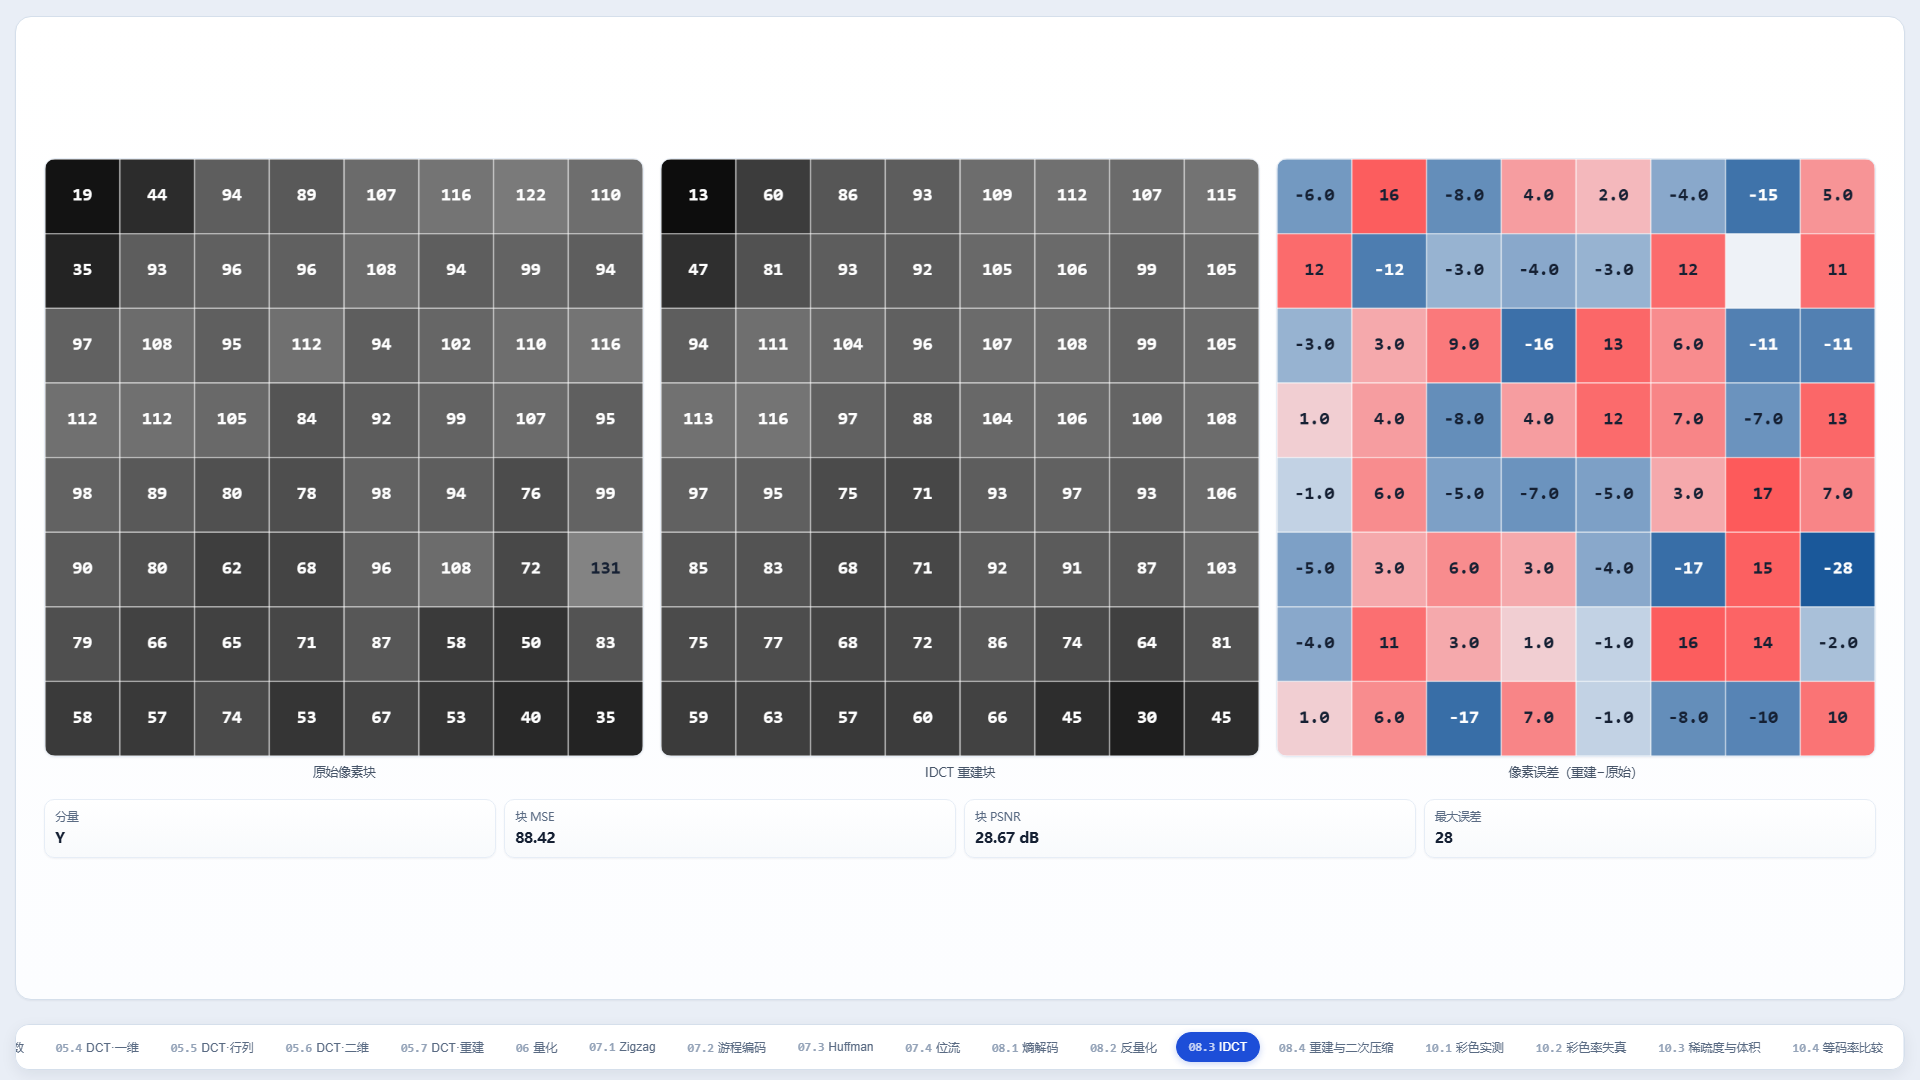 19 44 94 89 107 116 122 110
35 93 96 96 108 94 99 94
97 108 95 112 94 102 110 116
112 112 105 84 92 99 107 95
98 89 80 78 98 94 76 99
90 80 62 68 96 108 72 131
79 66 65 71 87 58 50 83
58 57 74 53 67 53 40 35
原始像素块
13 60 86 93 109 112 107 115
47 81 93 92 105 106 99 105
94 111 104 96 107 108 99 105
113 116 97 88 104 106 100 108
97 95 75 71 93 97 93 106
85 83 68 71 92 91 87 103
75 77 68 72 86 74 64 81
59 63 57 60 66 45 30 45
IDCT 重建块
-6.0 16 -8.0 4.0 2.0 -4.0 -15 5.0
12 -12 -3.0 -4.0 -3.0 12 11
-3.0 3.0 9.0 -16 13 6.0 -11 -11
1.0 4.0 -8.0 4.0 12 7.0 -7.0 13
-1.0 6.0 -5.0 -7.0 -5.0 3.0 17 7.0
-5.0 3.0 6.0 3.0 -4.0 -17 15 -28
-4.0 11 3.0 1.0 -1.0 16 14 -2.0
1.0 6.0 -17 7.0 -1.0 -8.0 -10 10
像素误差（重建−原始）
分量
Y
块 MSE
88.42
块 PSNR
28.67 dB
最大误差
28
数 05.4 DCT·一维 05.5 DCT·行列 05.6 DCT·二维 05.7 DCT·重建 06 量化 07.1 Zigzag 07.2 游程编码 07.3 Huffman 07.4 位流 08.1 熵解码 08.2 反量化 08.3 IDCT 08.4 重建与二次压缩 10.1 彩色实测 10.2 彩色率失真 10.3 稀疏度与体积 10.4 等码率比较